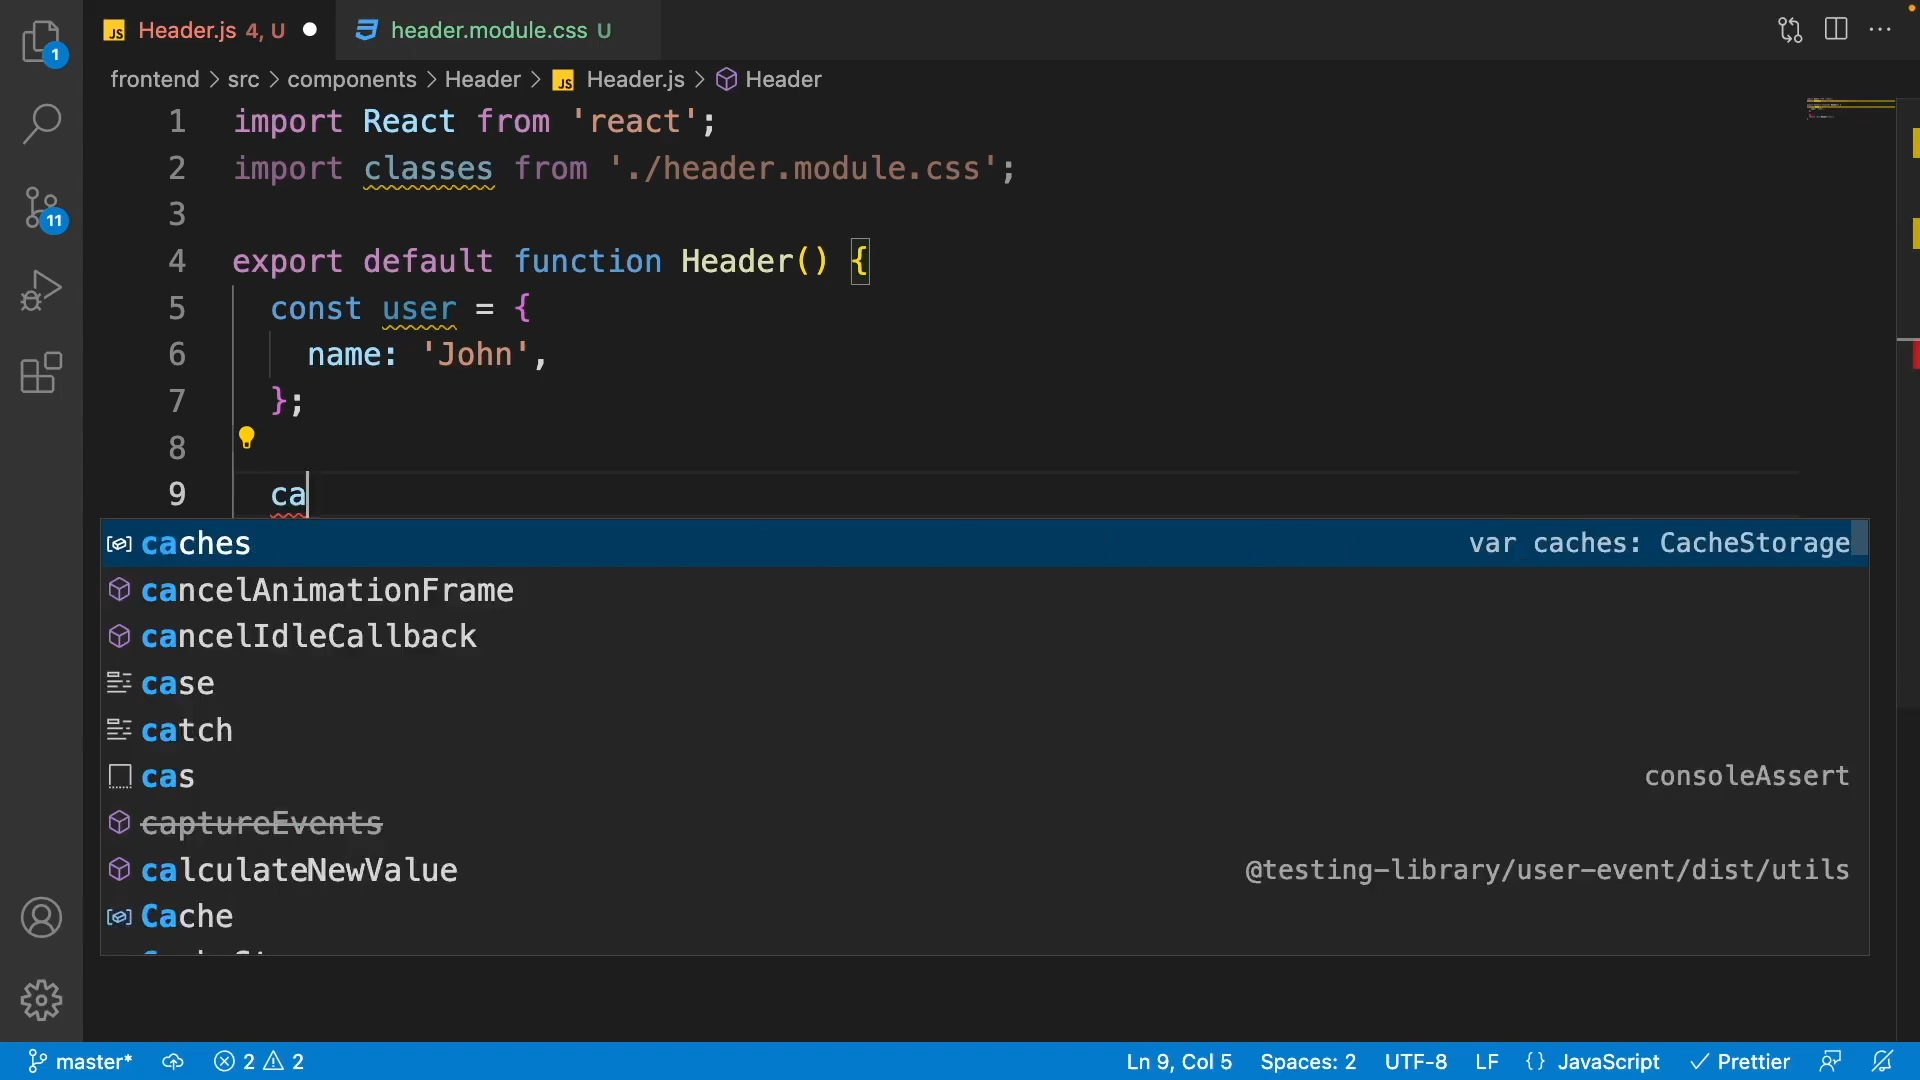 1
11
JS Header.js 4, U
header.module.css U
frontend > src > components > Header > JS Header.js > Header
1 import React from 'react';
2 import classes from './header.module.css';
3
4 export default function Header() {
5 const user = {
6 name: 'John',
7 };
8
9 ca
caches var caches: CacheStorage
cancelAnimationFrame
cancelIdleCallback
case
catch
cas consoleAssert
captureEvents
calculateNewValue @testing-library/user-event/dist/utils
Cache
master* 2 2 Ln 9, Col 5 Spaces: 2 UTF-8 LF {} JavaScript Prettier